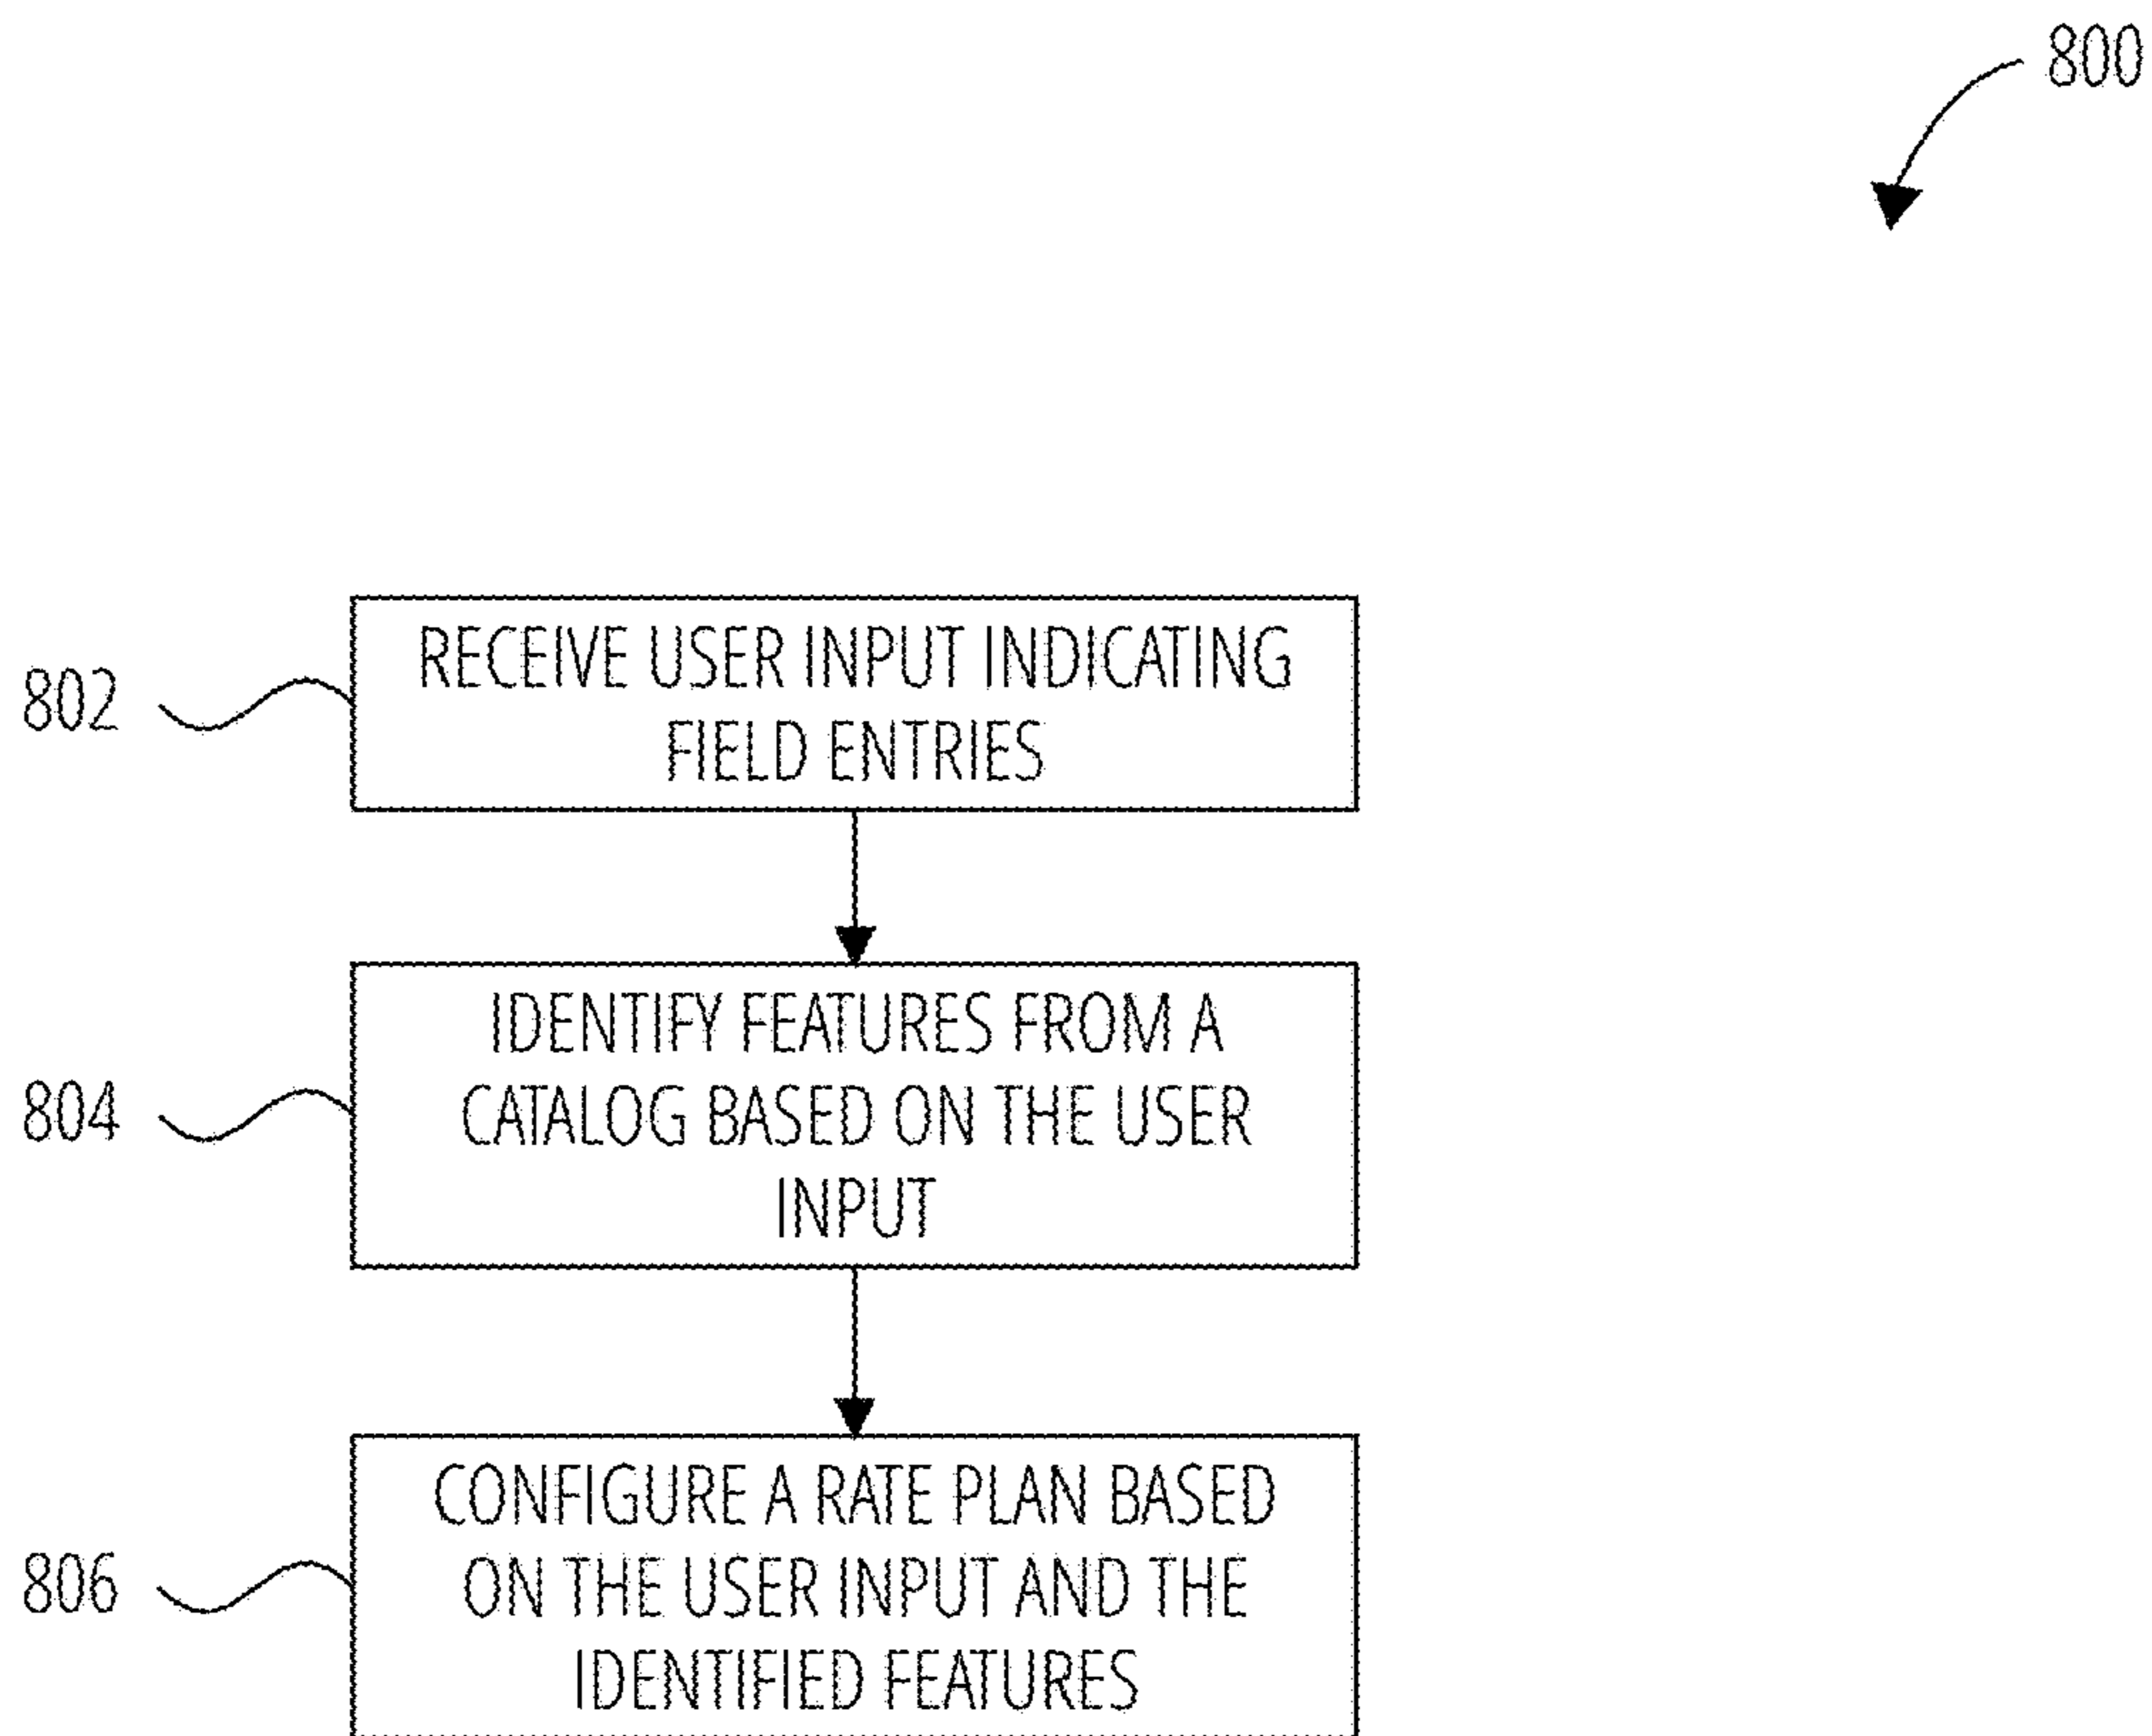 800
802
RECEIVE USER INPUT INDICATING
FIELD ENTRIES
804
IDENTIFY FEATURES FROM A
CATALOG BASED ON THE USER
INPUT
806
CONFIGURE A RATE PLAN BASED
ON THE USER INPUT AND THE
IDENTIFIED FEATURES